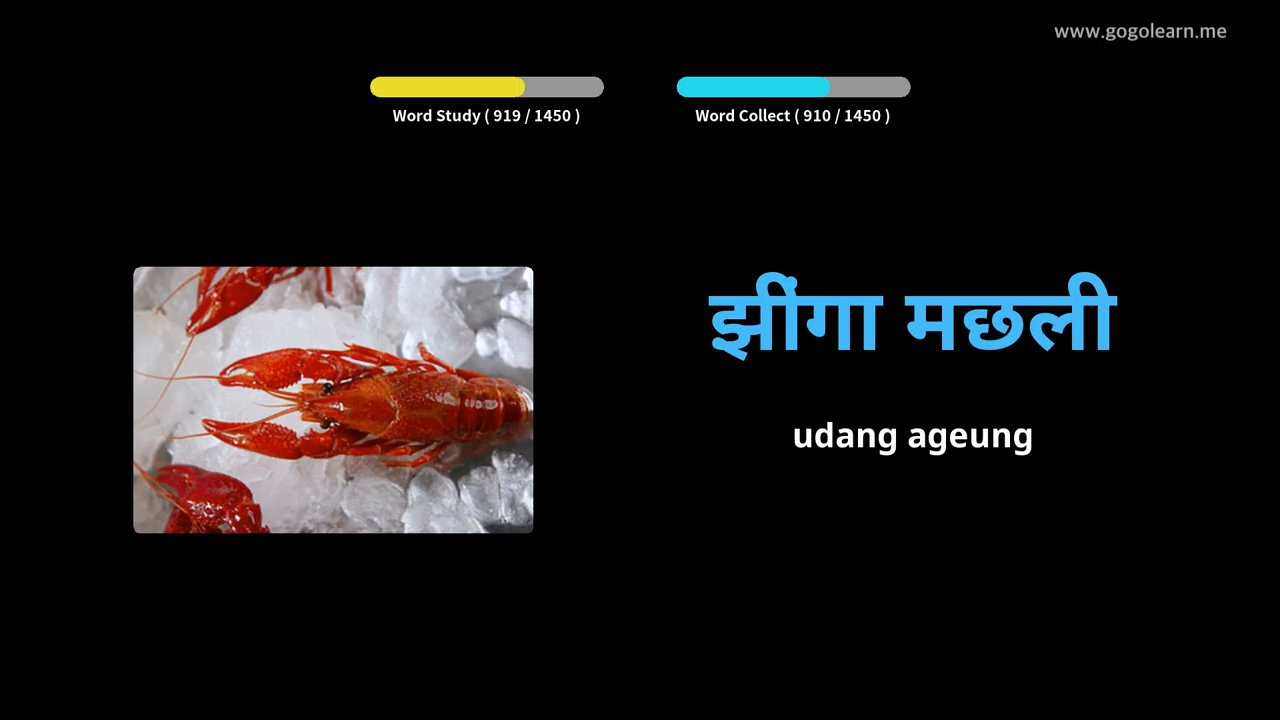 www.gogolearn.me
Word Study ( 919 / 1450 )
Word Collect ( 910 / 1450 )
झींगा मछली
udang ageung